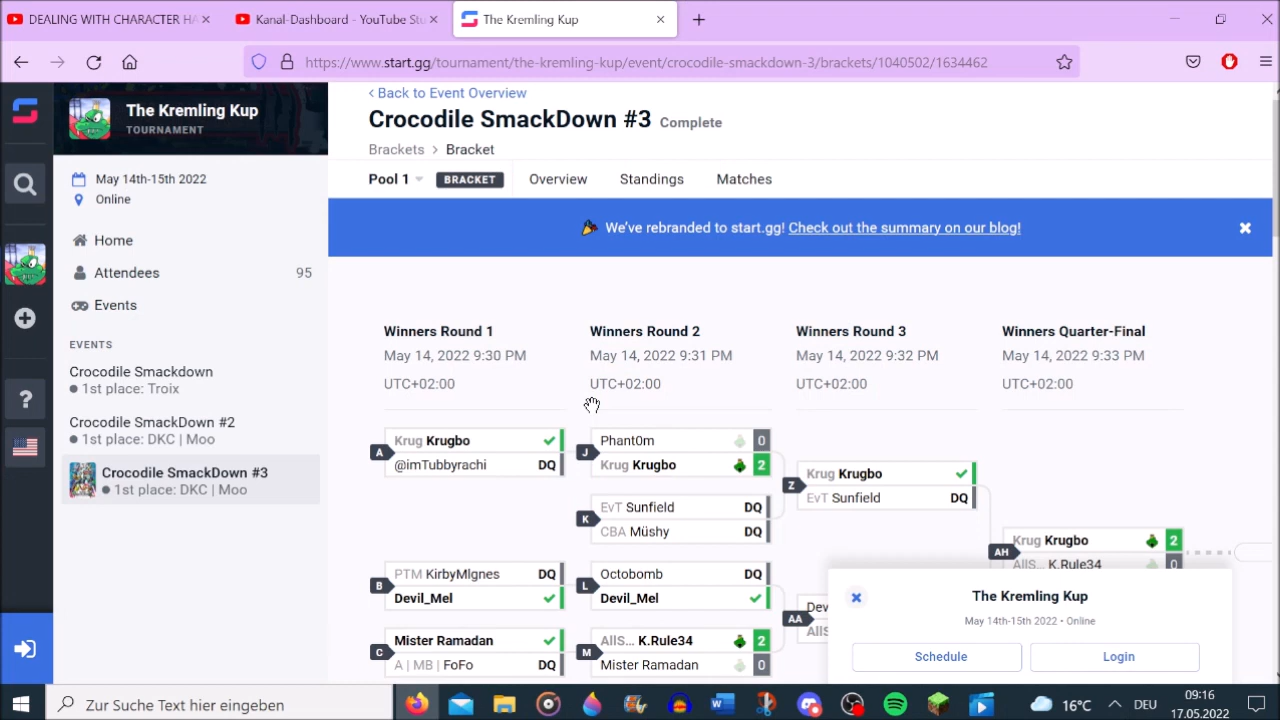 DEALING WITH CHARACTER HA
Kanal-Dashboard - YouTube Stu
The Kremling Kup
https://www.start.gg/tournament/the-kremling-kup/event/crocodile-smackdown-3/brackets/1040502/1634462
The Kremling Kup
TOURNAMENT
May 14th-15th 2022
Online
Home
Attendees 95
Events
EVENTS
Crocodile Smackdown
1st place: Troix
Crocodile SmackDown #2
1st place: DKC | Moo
Crocodile SmackDown #3
1st place: DKC | Moo
‹ Back to Event Overview
Crocodile SmackDown #3 Complete
Brackets > Bracket
Pool 1 BRACKET Overview Standings Matches
We've rebranded to start.gg! Check out the summary on our blog!
Winners Round 1
May 14, 2022 9:30 PM
UTC+02:00
A
Krug Krugbo
@imTubbyrachi DQ
B
PTM KirbyMIgnes DQ
Devil_Mel
C
Mister Ramadan
A | MB | FoFo DQ
Winners Round 2
May 14, 2022 9:31 PM
UTC+02:00
J
Phant0m 0
Krug Krugbo 2
K
EvT Sunfield DQ
CBA Müshy DQ
L
Octobomb DQ
Devil_Mel
M
AllS... K.Rule34 2
Mister Ramadan 0
Winners Round 3
May 14, 2022 9:32 PM
UTC+02:00
Z
Krug Krugbo
EvT Sunfield DQ
AA
Dev
AllS
Winners Quarter-Final
May 14, 2022 9:33 PM
UTC+02:00
AH
Krug Krugbo 2
AllS... K.Rule34 0
The Kremling Kup
May 14th-15th 2022 • Online
Schedule Login
Zur Suche Text hier eingeben
16°C
DEU
09:16
17.05.2022